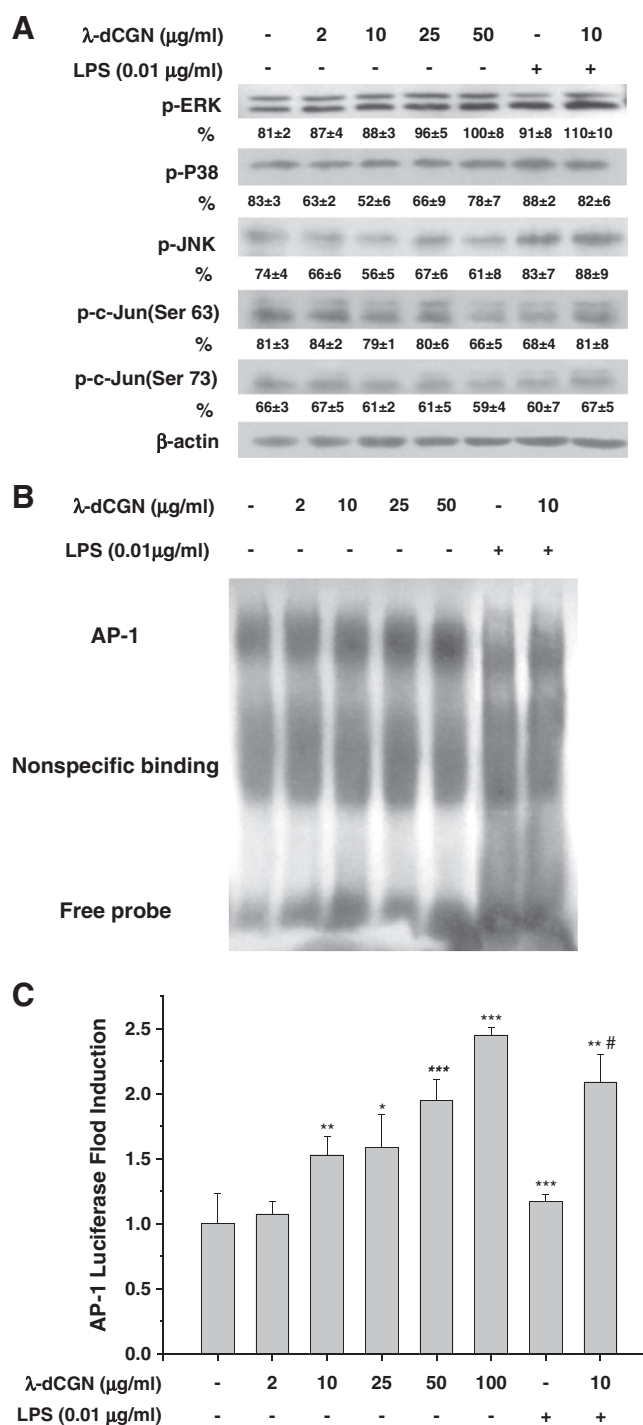 A
λ-dCGN (μg/ml) - 2 10 25 50 - 10
LPS (0.01 μg/ml) - - - - - + +
p-ERK
% 81±2 87±4 88±3 96±5 100±8 91±8 110±10
p-P38
% 83±3 63±2 52±6 66±9 78±7 88±2 82±6
p-JNK
% 74±4 66±6 56±5 67±6 61±8 83±7 88±9
p-c-Jun(Ser 63)
% 81±3 84±2 79±1 80±6 66±5 68±4 81±8
p-c-Jun(Ser 73)
% 66±3 67±5 61±2 61±5 59±4 60±7 67±5
β-actin
B
λ-dCGN (μg/ml) - 2 10 25 50 - 10
LPS (0.01μg/ml) - - - - - + +
AP-1
Nonspecific binding
Free probe
C
AP-1 Luciferase Flod Induction
2.5
2.0
1.5
1.0
0.5
0.0
** * *** *** *** ** #
λ-dCGN (μg/ml) - 2 10 25 50 100 - 10
LPS (0.01 μg/ml) - - - - - - + +